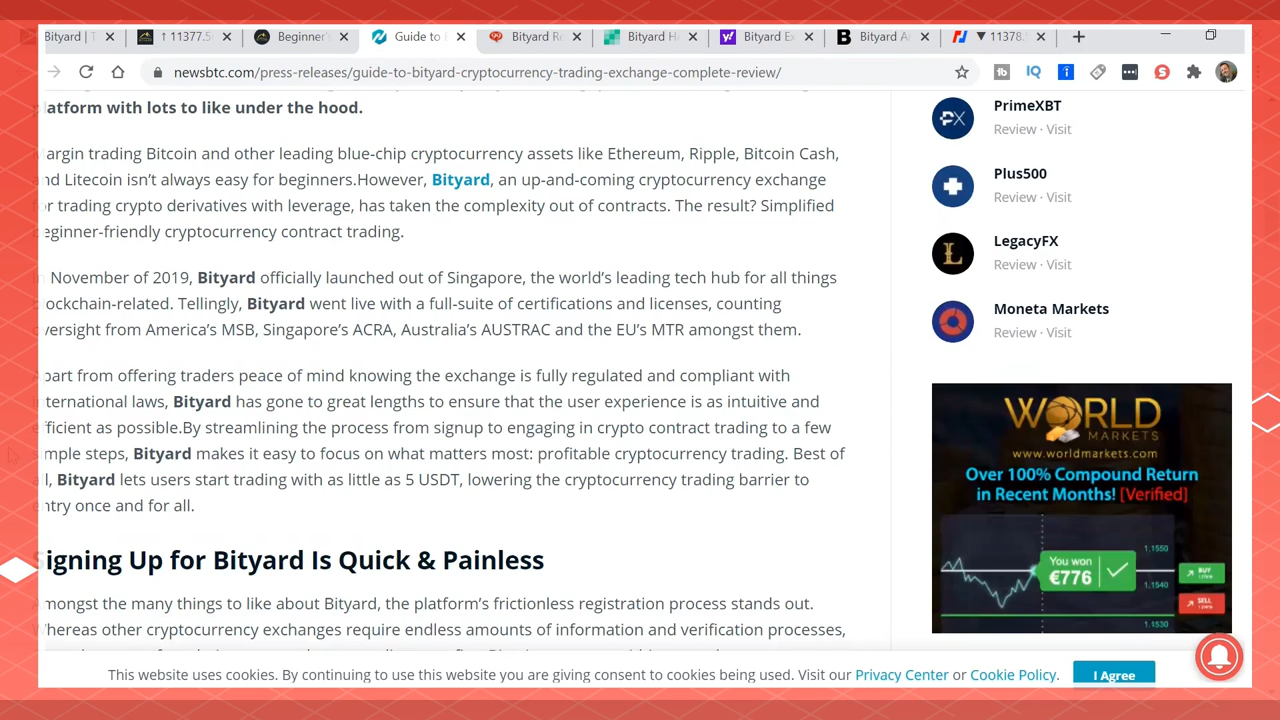 Bityard | T
↑ 11377.5
Beginner's
Guide to
Bityard Re
Bityard H
Bityard Ex
Bityard A
▼ 11378.
newsbtc.com/press-releases/guide-to-bityard-cryptocurrency-trading-exchange-complete-review/
latform with lots to like under the hood.
argin trading Bitcoin and other leading blue-chip cryptocurrency assets like Ethereum, Ripple, Bitcoin Cash,
nd Litecoin isn't always easy for beginners.However, Bityard, an up-and-coming cryptocurrency exchange
or trading crypto derivatives with leverage, has taken the complexity out of contracts. The result? Simplified
eginner-friendly cryptocurrency contract trading.
n November of 2019, Bityard officially launched out of Singapore, the world's leading tech hub for all things
lockchain-related. Tellingly, Bityard went live with a full-suite of certifications and licenses, counting
versight from America's MSB, Singapore's ACRA, Australia's AUSTRAC and the EU's MTR amongst them.
part from offering traders peace of mind knowing the exchange is fully regulated and compliant with
nternational laws, Bityard has gone to great lengths to ensure that the user experience is as intuitive and
fficient as possible.By streamlining the process from signup to engaging in crypto contract trading to a few
mple steps, Bityard makes it easy to focus on what matters most: profitable cryptocurrency trading. Best of
ll, Bityard lets users start trading with as little as 5 USDT, lowering the cryptocurrency trading barrier to
ntry once and for all.
Signing Up for Bityard Is Quick & Painless
mongst the many things to like about Bityard, the platform's frictionless registration process stands out.
Whereas other cryptocurrency exchanges require endless amounts of information and verification processes,
PrimeXBT
Review · Visit
Plus500
Review · Visit
LegacyFX
Review · Visit
Moneta Markets
Review · Visit
WORLD
MARKETS
www.worldmarkets.com
Over 100% Compound Return
in Recent Months! [Verified]
1.1550
You won
€776
BUY
1.1540
SELL
1.1530
This website uses cookies. By continuing to use this website you are giving consent to cookies being used. Visit our Privacy Center or Cookie Policy.
I Agree